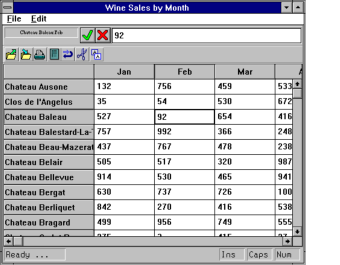 Wine Sales by Month
File Edit
Chateau Baleau:Feb 92
Jan Feb Mar
Chateau Ausone 132 756 459 533
Clos de l'Angelus 35 54 530 672
Chateau Baleau 527 92 654 416
Chateau Balestard-La- 757 992 366 248
Chateau Beau-Mazerat 437 767 478 238
Chateau Belair 505 517 320 987
Chateau Bellevue 914 530 465 941
Chateau Bergat 630 737 726 100
Chateau Berliquet 842 270 416 538
Chateau Bragard 499 956 749 555
Ready ... Ins Caps Num